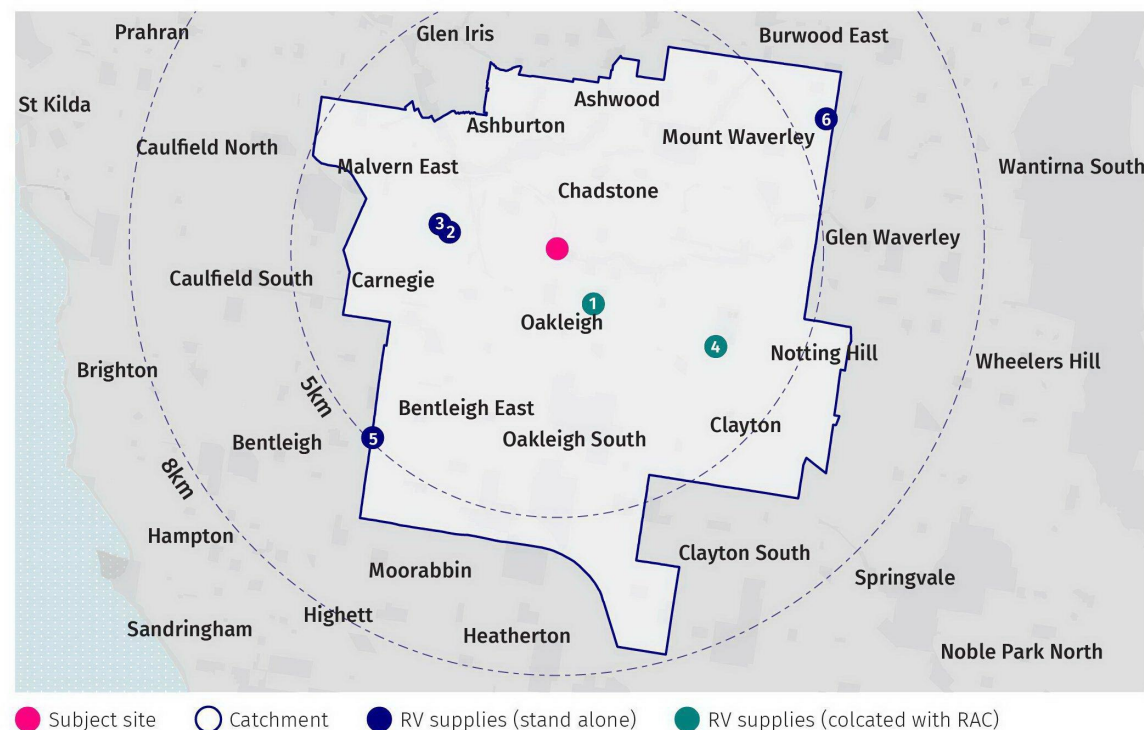 Prahran
Glen Iris
Burwood East
St Kilda
Ashwood
Ashburton
6
Mount Waverley
Caulfield North
Malvern East
Wantirna South
Chadstone
3
2
Glen Waverley
Caulfield South
Carnegie
1
Oakleigh
4
Notting Hill
Wheelers Hill
Brighton
5km
Bentleigh East
Clayton
5
Bentleigh
Oakleigh South
8km
Hampton
Clayton South
Moorabbin
Springvale
Highett
Sandringham
Heatherton
Noble Park North
Subject site
Catchment
RV supplies (stand alone)
RV supplies (colcated with RAC)